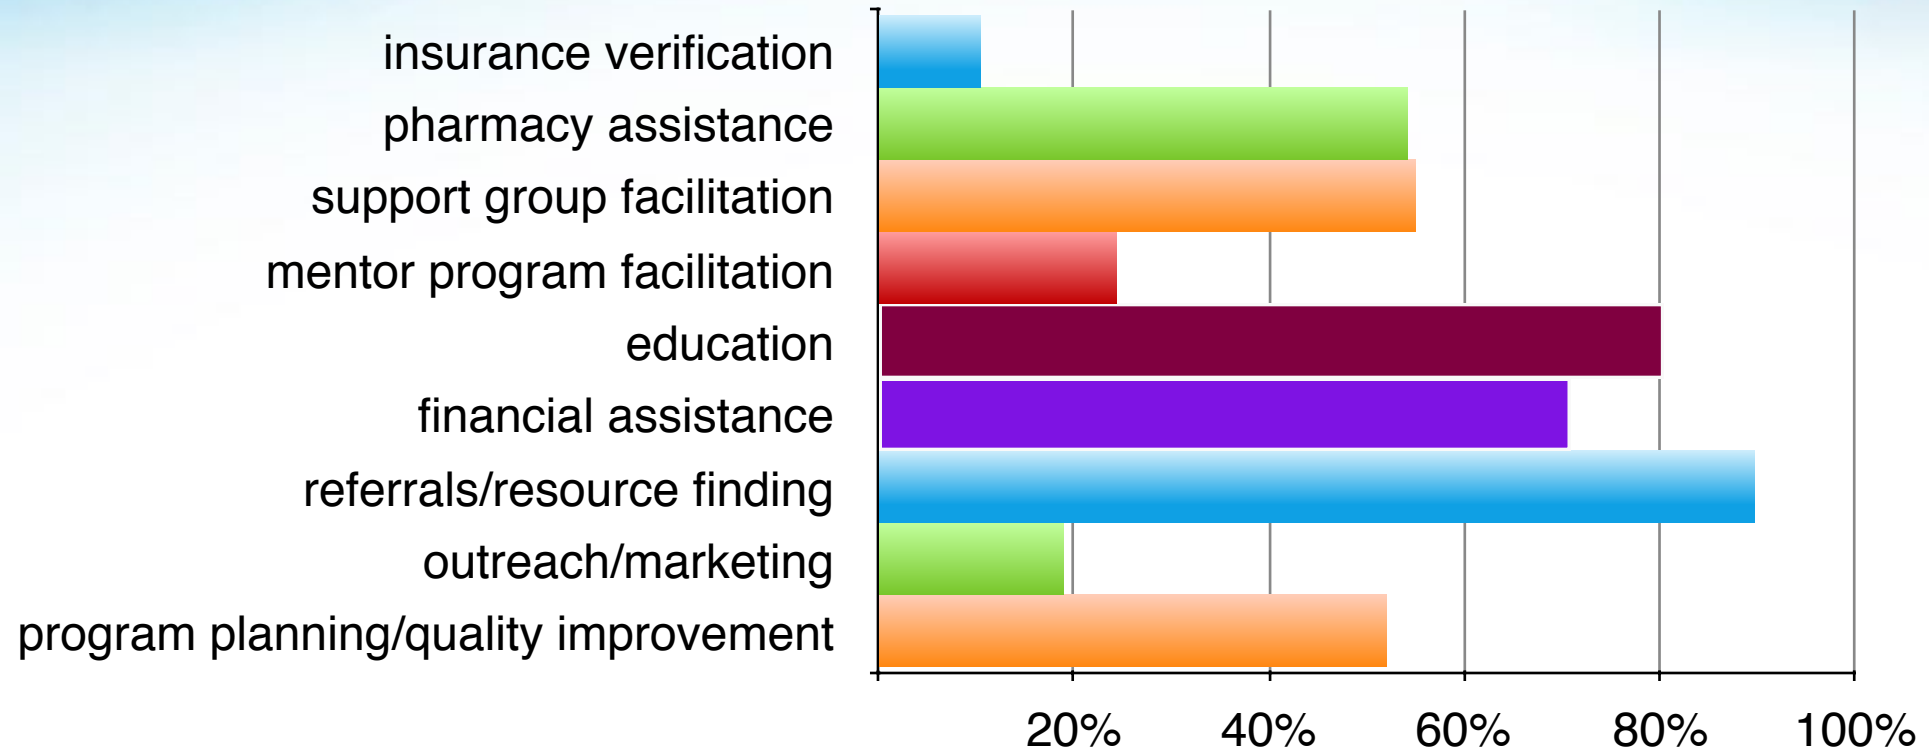 insurance verification
pharmacy assistance
support group facilitation
mentor program facilitation
education
financial assistance
referrals/resource finding
outreach/marketing
program planning/quality improvement
20% 40% 60% 80% 100%